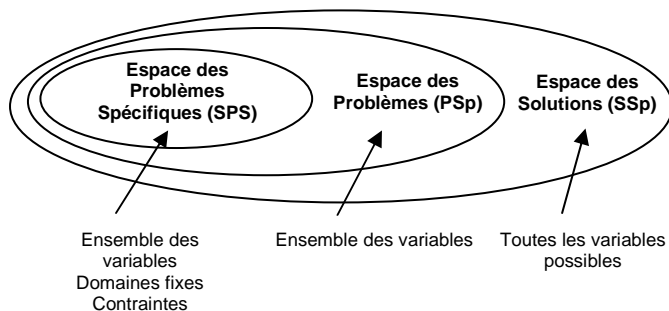 Espace des
Problèmes
Spécifiques (SPS)
Espace des
Problèmes (PSp)
Espace des
Solutions (SSp)
Ensemble des
variables
Domaines fixes
Contraintes
Ensemble des variables
Toutes les variables
possibles